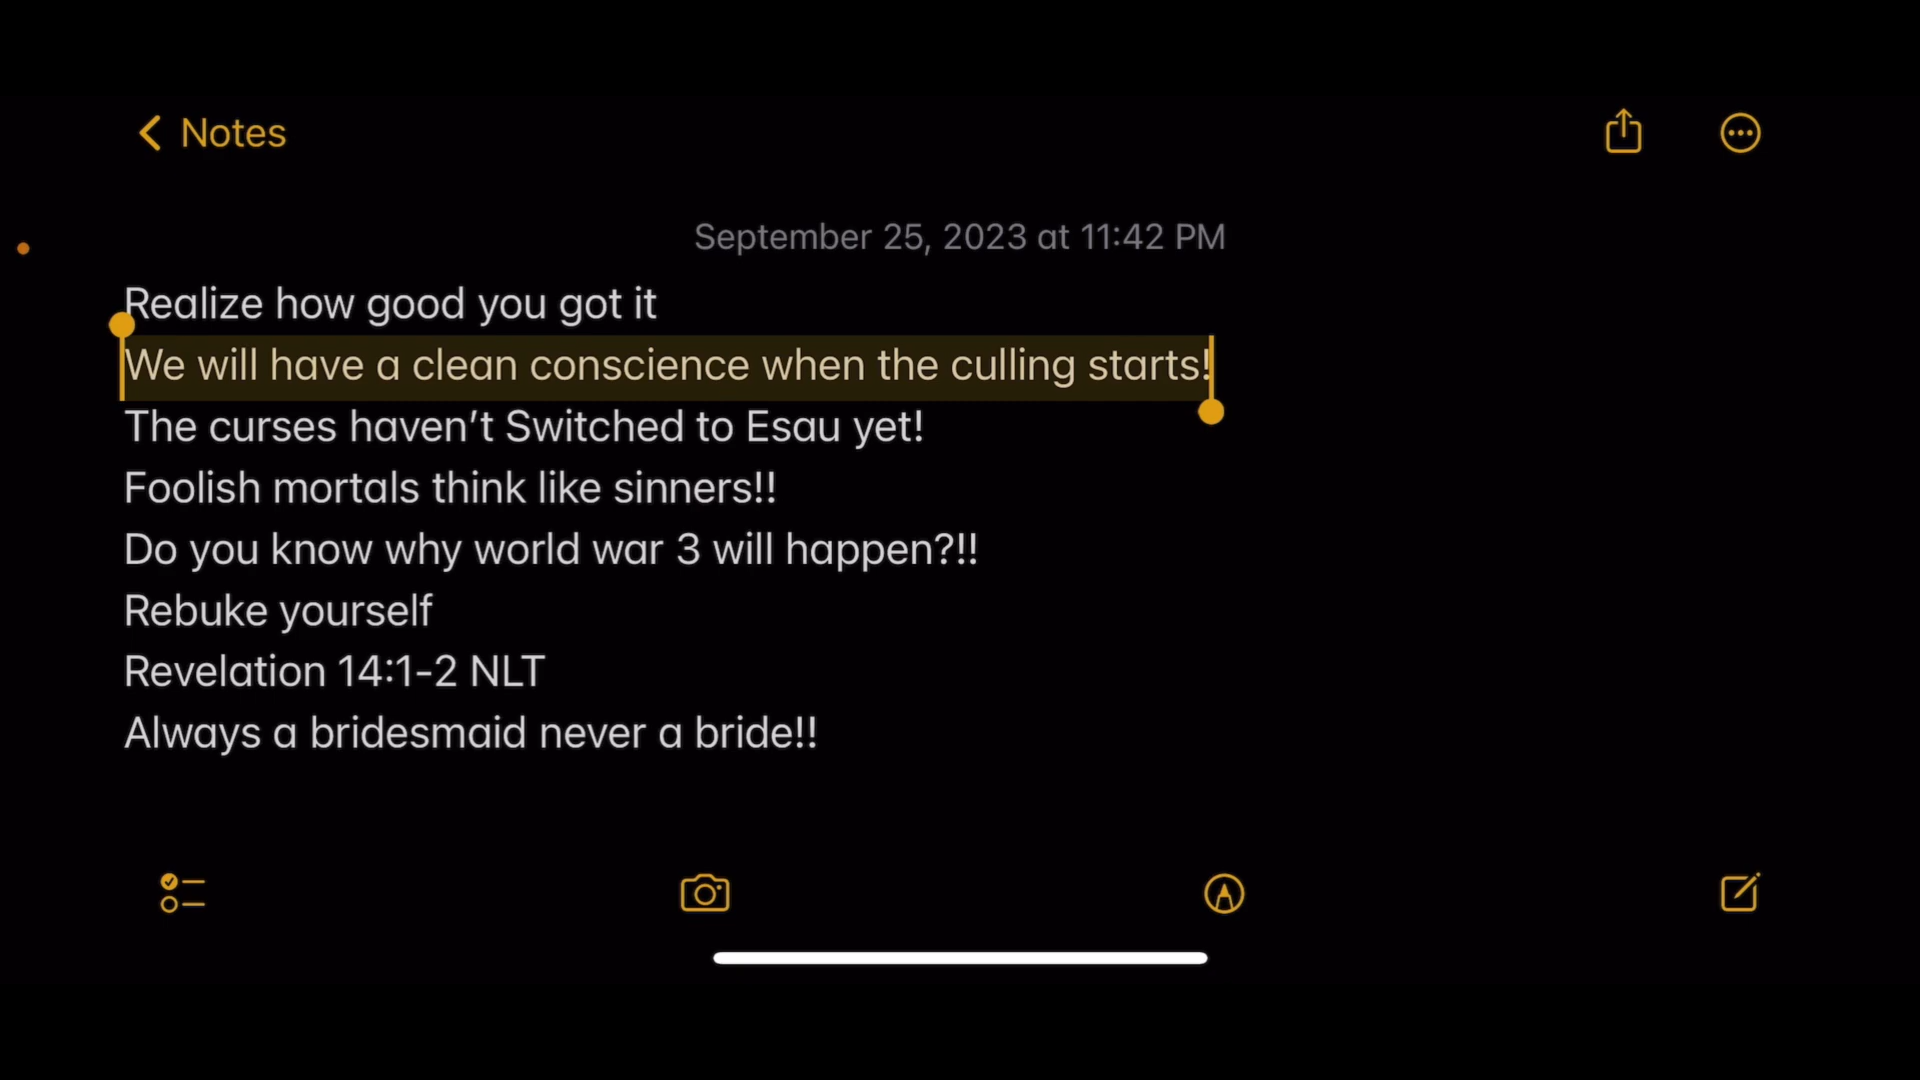 Notes
September 25, 2023 at 11:42 PM
Realize how good you got it
We will have a clean conscience when the culling starts!
The curses haven’t Switched to Esau yet!
Foolish mortals think like sinners!!
Do you know why world war 3 will happen?!!
Rebuke yourself
Revelation 14:1-2 NLT
Always a bridesmaid never a bride!!